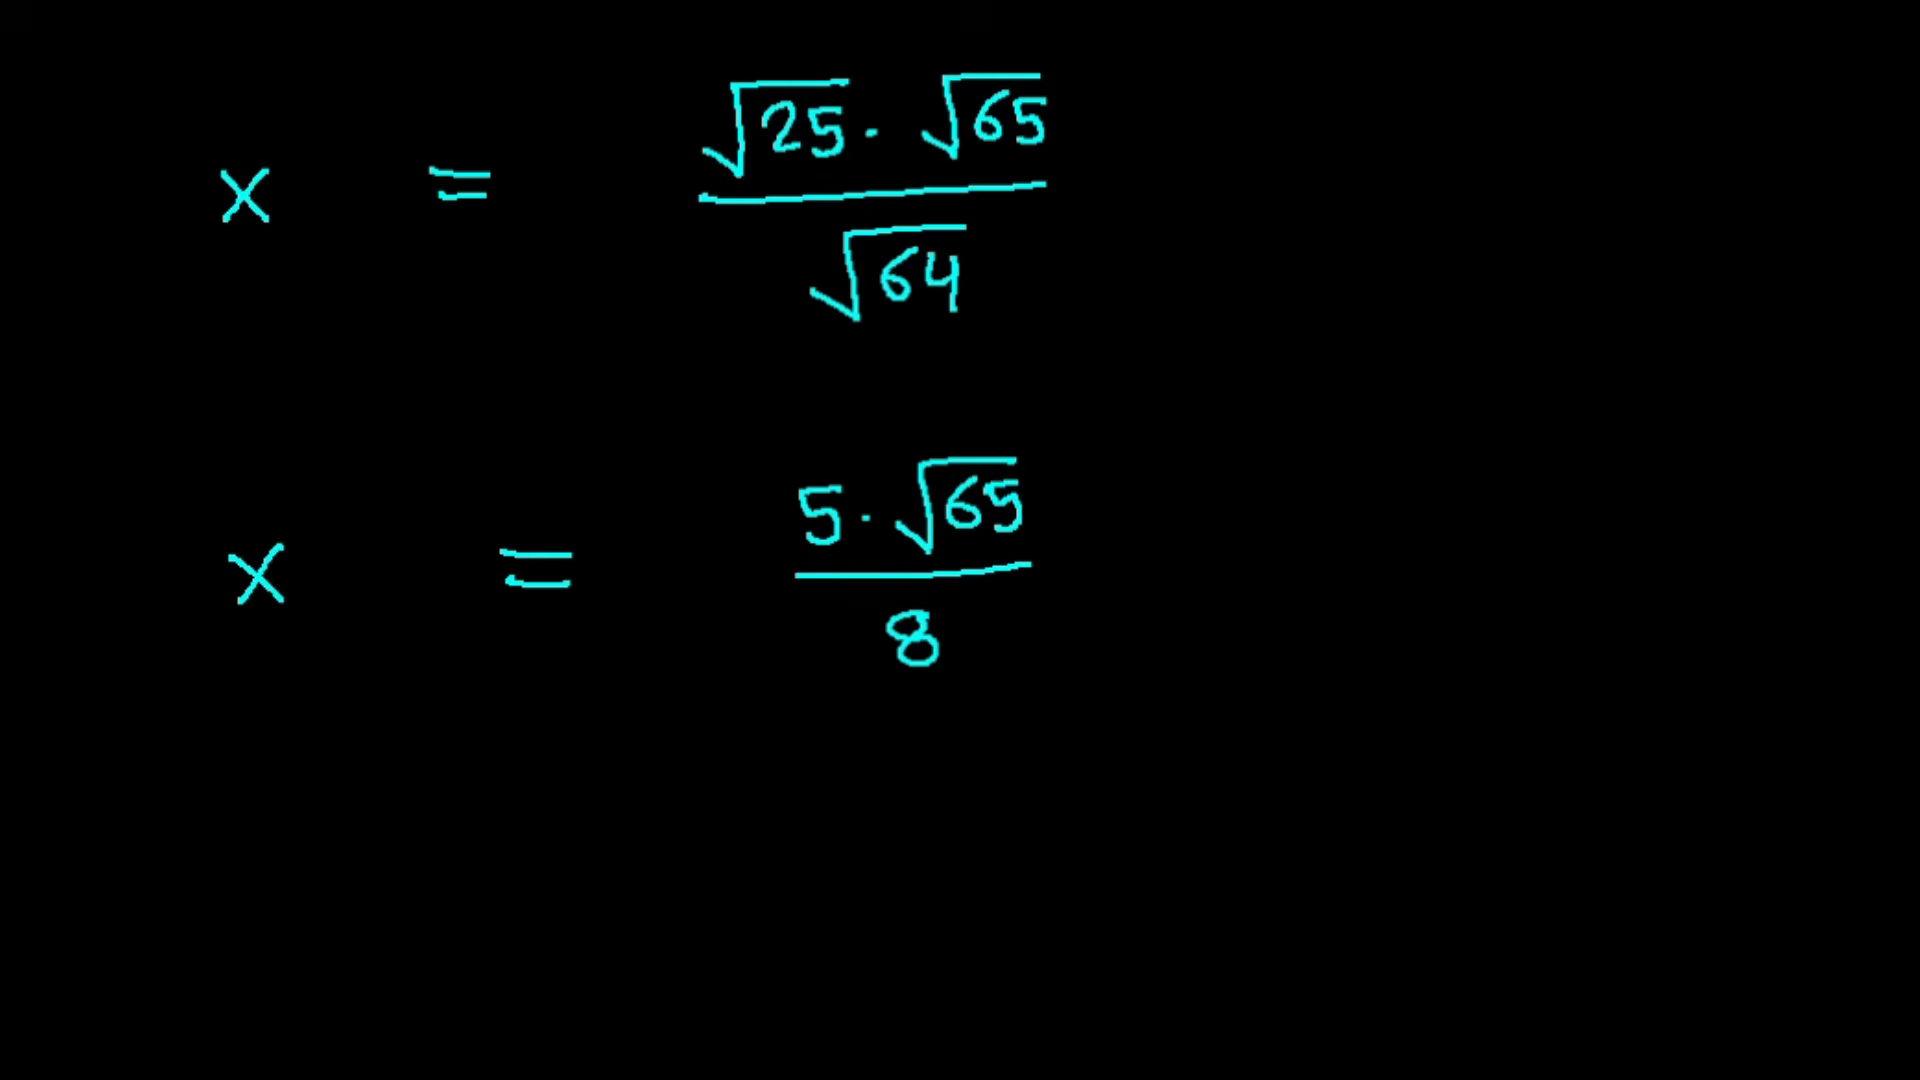 x = √25 · √65 / √64
x = 5 · √65 / 8